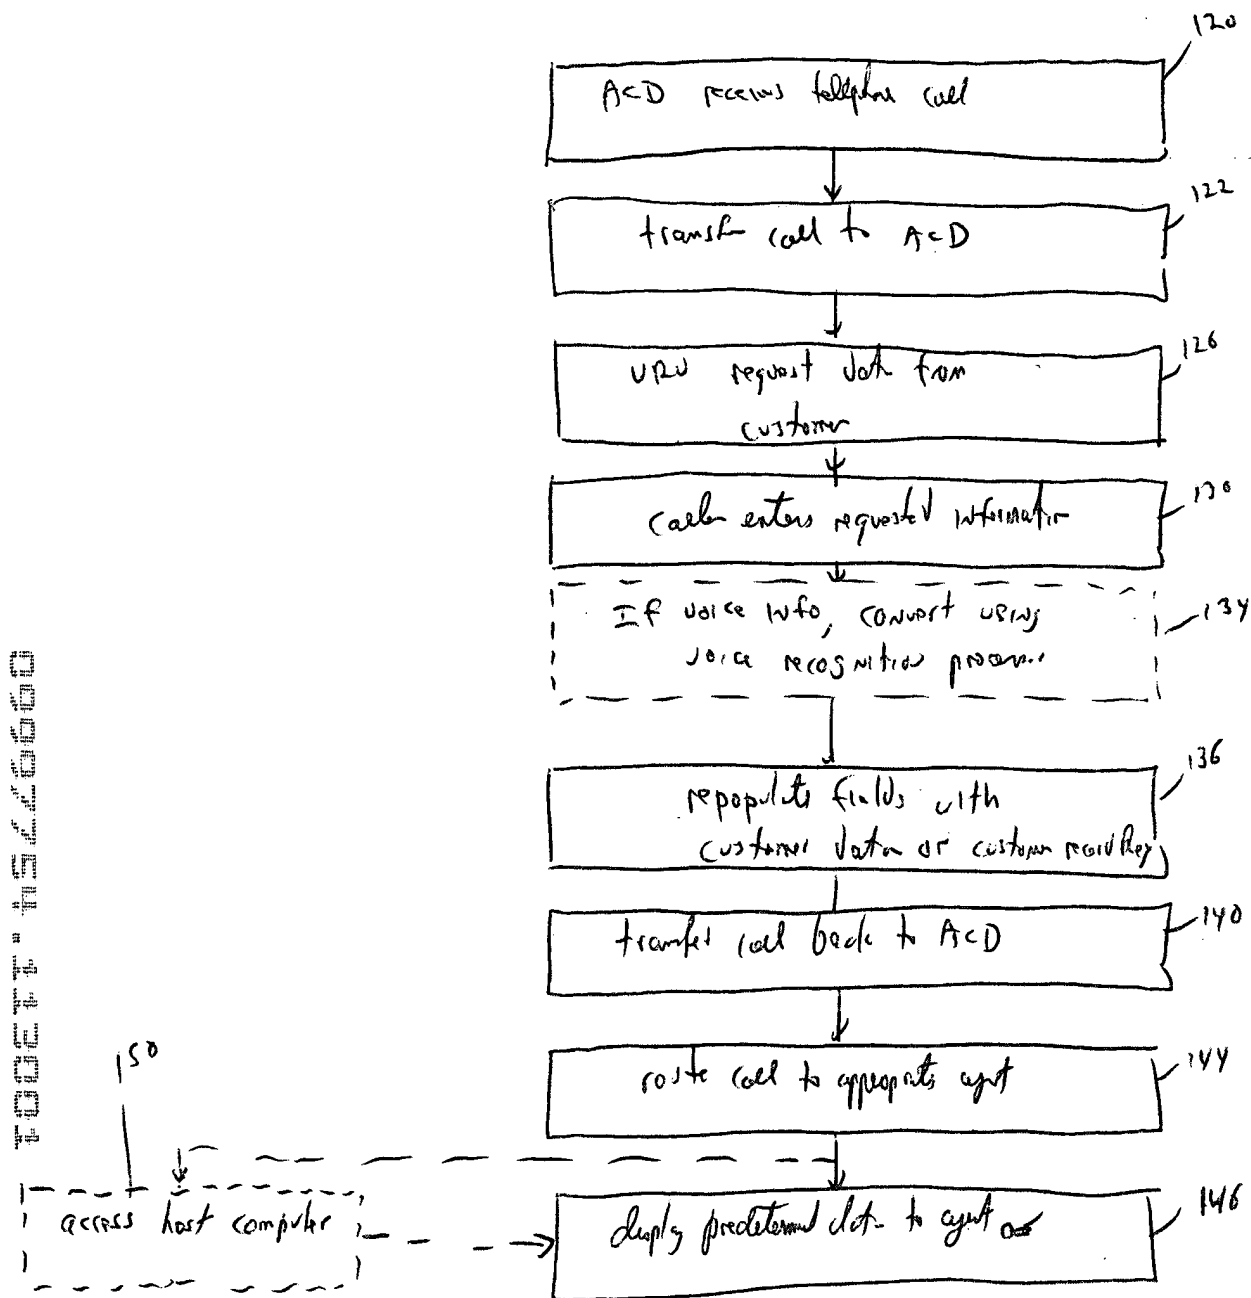 120
ACD receives telephone call
122
transfer call to ACD
126
VRU request data from
customer
130
caller enters requested information
134
If voice info, convert using
voice recognition processor
136
repopulate fields with
customer data or customer record key
140
transfer call back to ACD
144
route call to appropriate agent
150
access host computer
146
display predetermined data to agent
09997754.113001